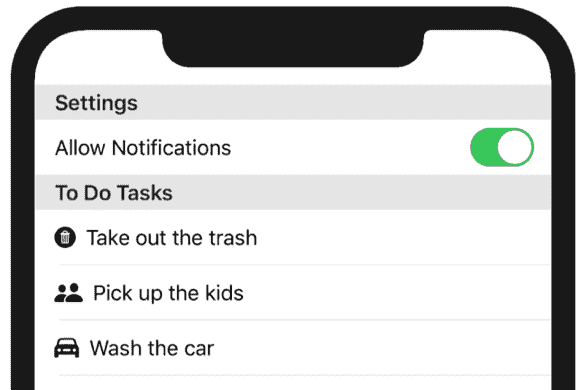 Settings
Allow Notifications
To Do Tasks
Take out the trash
Pick up the kids
Wash the car